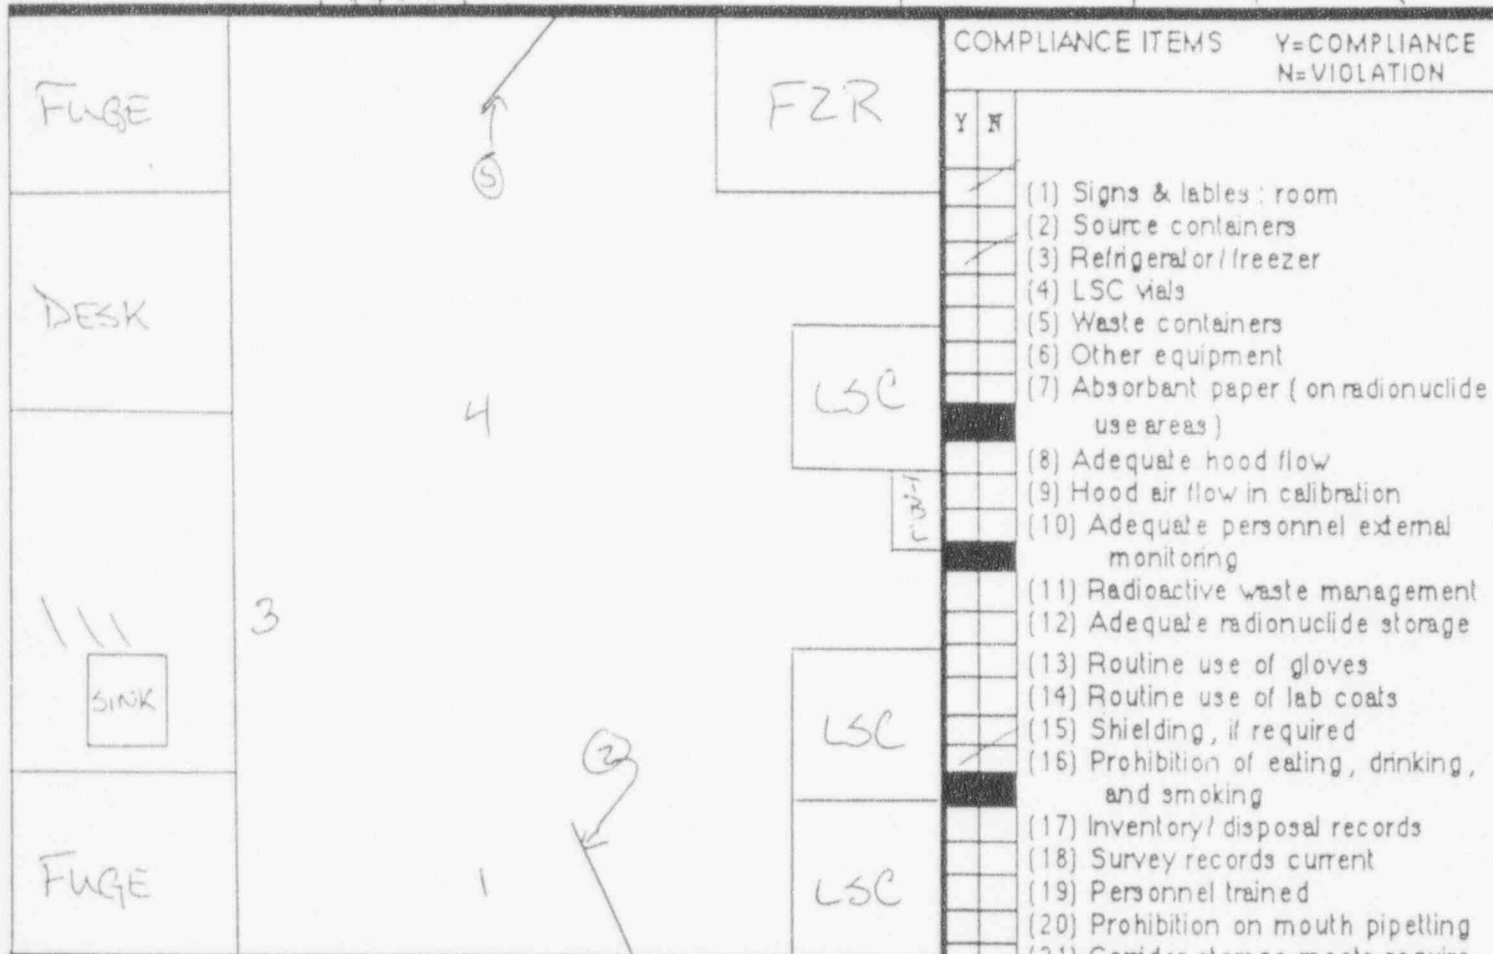 FUGE
FZR
5
DESK
4
LSC
3
SINK
LSC
2
FUGE
1
LSC
COMPLIANCE ITEMS Y=COMPLIANCE
N=VIOLATION
Y N
(1) Signs & lables : room
(2) Source containers
(3) Refrigerator/freezer
(4) LSC vials
(5) Waste containers
(6) Other equipment
(7) Absorbant paper ( on radionuclide
use areas )
(8) Adequate hood flow
(9) Hood air flow in calibration
(10) Adequate personnel external
monitoring
(11) Radioactive waste management
(12) Adequate radionuclide storage
(13) Routine use of gloves
(14) Routine use of lab coats
(15) Shielding, if required
(16) Prohibition of eating, drinking,
and smoking
(17) Inventory/ disposal records
(18) Survey records current
(19) Personnel trained
(20) Prohibition on mouth pipetting